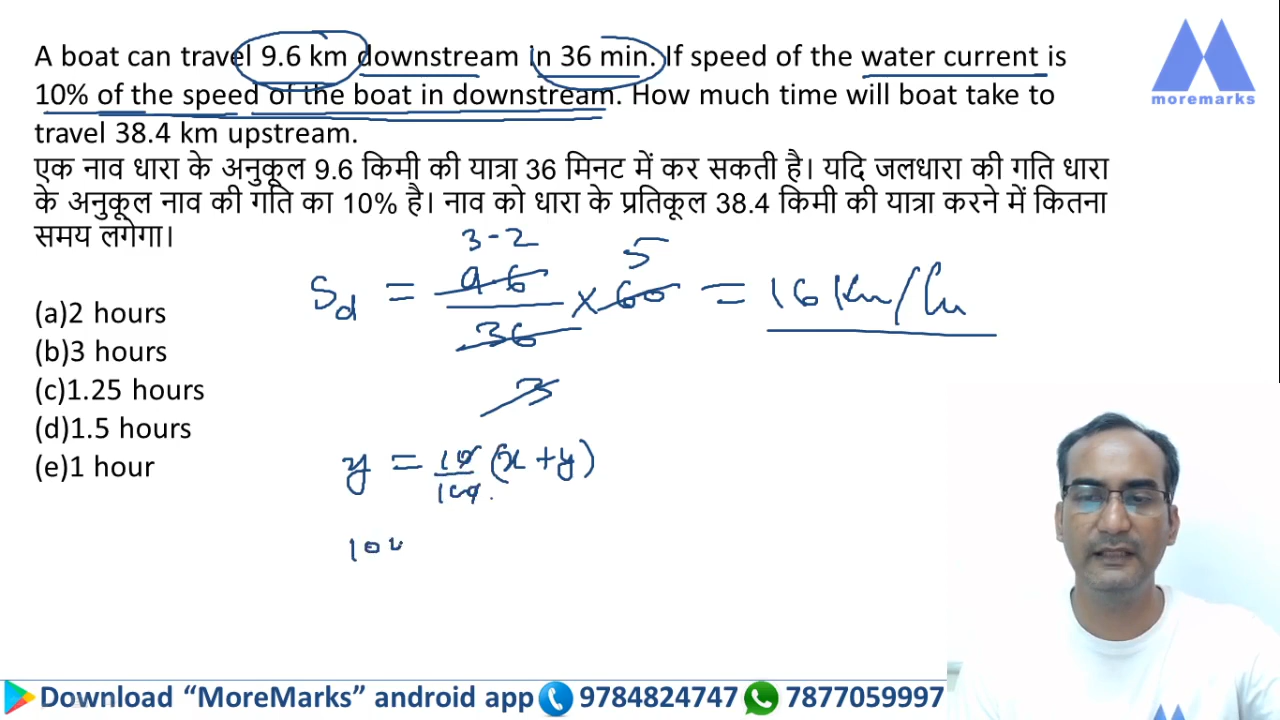 A boat can travel 9.6 km downstream in 36 min. If speed of the water current is
10% of the speed of the boat in downstream. How much time will boat take to
travel 38.4 km upstream.
एक नाव धारा के अनुकूल 9.6 किमी की यात्रा 36 मिनट में कर सकती है। यदि जलधारा की गति धारा
के अनुकूल नाव की गति का 10% है। नाव को धारा के प्रतिकूल 38.4 किमी की यात्रा करने में कितना
समय लगेगा।
moremarks
3-2 5
Sd = 9.6/36 × 60 = 16 Km/hr
3
(a)2 hours
(b)3 hours
(c)1.25 hours
(d)1.5 hours
(e)1 hour
y = 10/100 (x+y)
10
Download “MoreMarks” android app 9784824747 7877059997